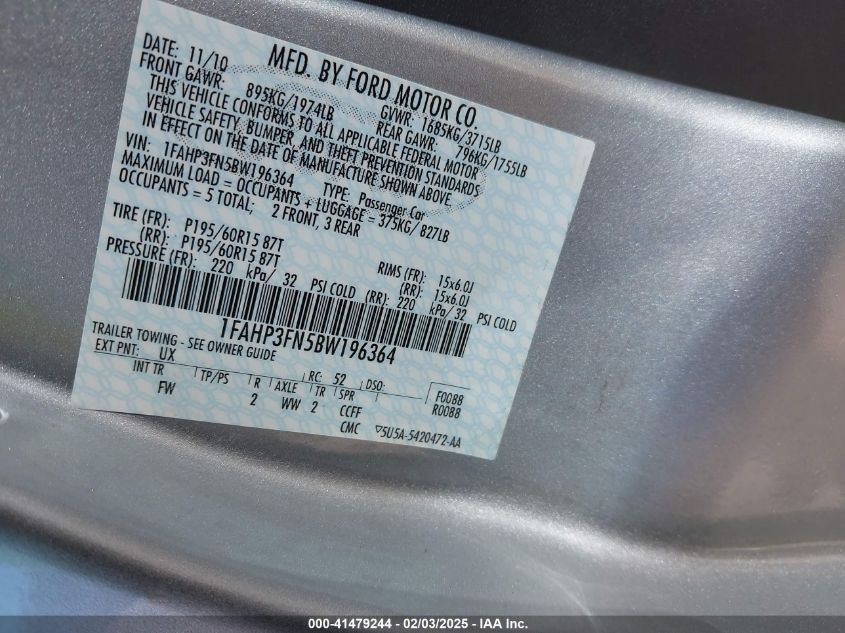 MFD. BY FORD MOTOR CO.
DATE: 11/10 GVWR: 1685KG/3715LB
FRONT GAWR: 895KG/1974LB REAR GAWR: 796KG/1755LB
THIS VEHICLE CONFORMS TO ALL APPLICABLE FEDERAL MOTOR
VEHICLE SAFETY, BUMPER, AND THEFT PREVENTION STANDARDS
IN EFFECT ON THE DATE OF MANUFACTURE SHOWN ABOVE
VIN: 1FAHP3FN5BW196364 TYPE: Passenger Car
MAXIMUM LOAD = OCCUPANTS + LUGGAGE = 375KG/ 827LB
OCCUPANTS = 5 TOTAL; 2 FRONT, 3 REAR
TIRE (FR): P195/60R15 87T RIMS (FR): 15x6.0J
(RR): P195/60R15 87T (RR): 15x6.0J
PRESSURE (FR): 220 kPa/ 32 PSI COLD (RR): 220 kPa/ 32 PSI COLD
1FAHP3FN5BW196364
TRAILER TOWING - SEE OWNER GUIDE
EXT PNT: UX RC: 52 DSO: F0088
R0088
INT TR TP/PS R AXLE TR SPR
FW 2 WW 2 CCFF
CMC ▽5U5A-5420472-AA
000-41479244 - 02/03/2025 - IAA Inc.